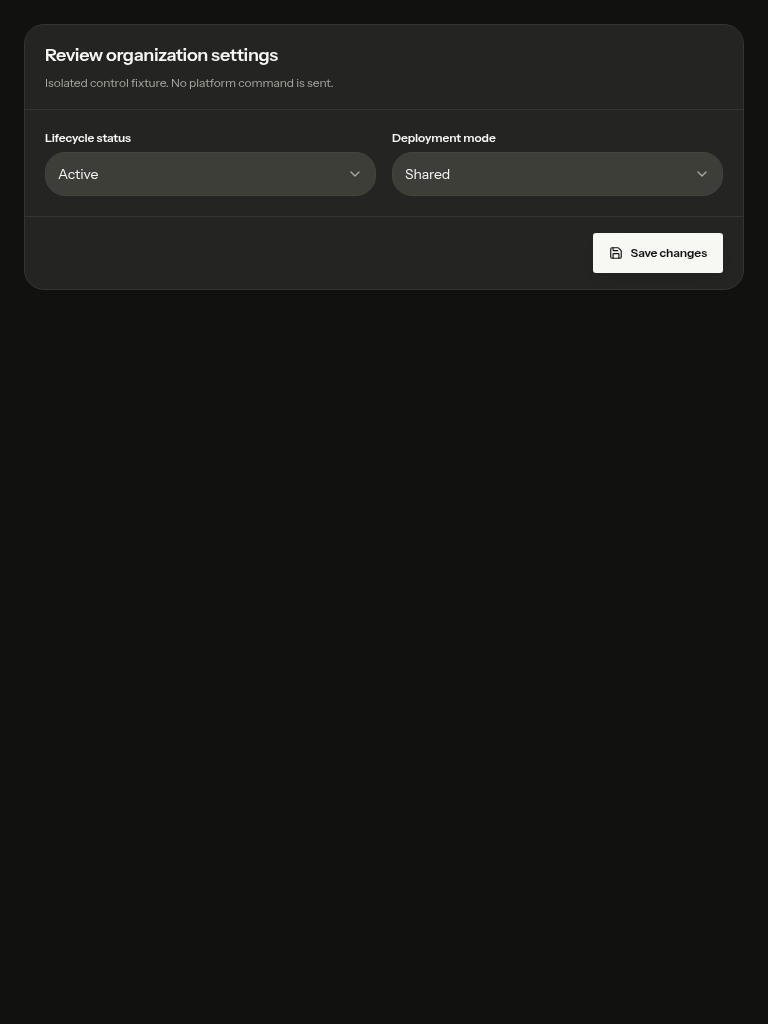 Review organization settings
Isolated control fixture. No platform command is sent.
Lifecycle status
Deployment mode
Active
Shared
Save changes